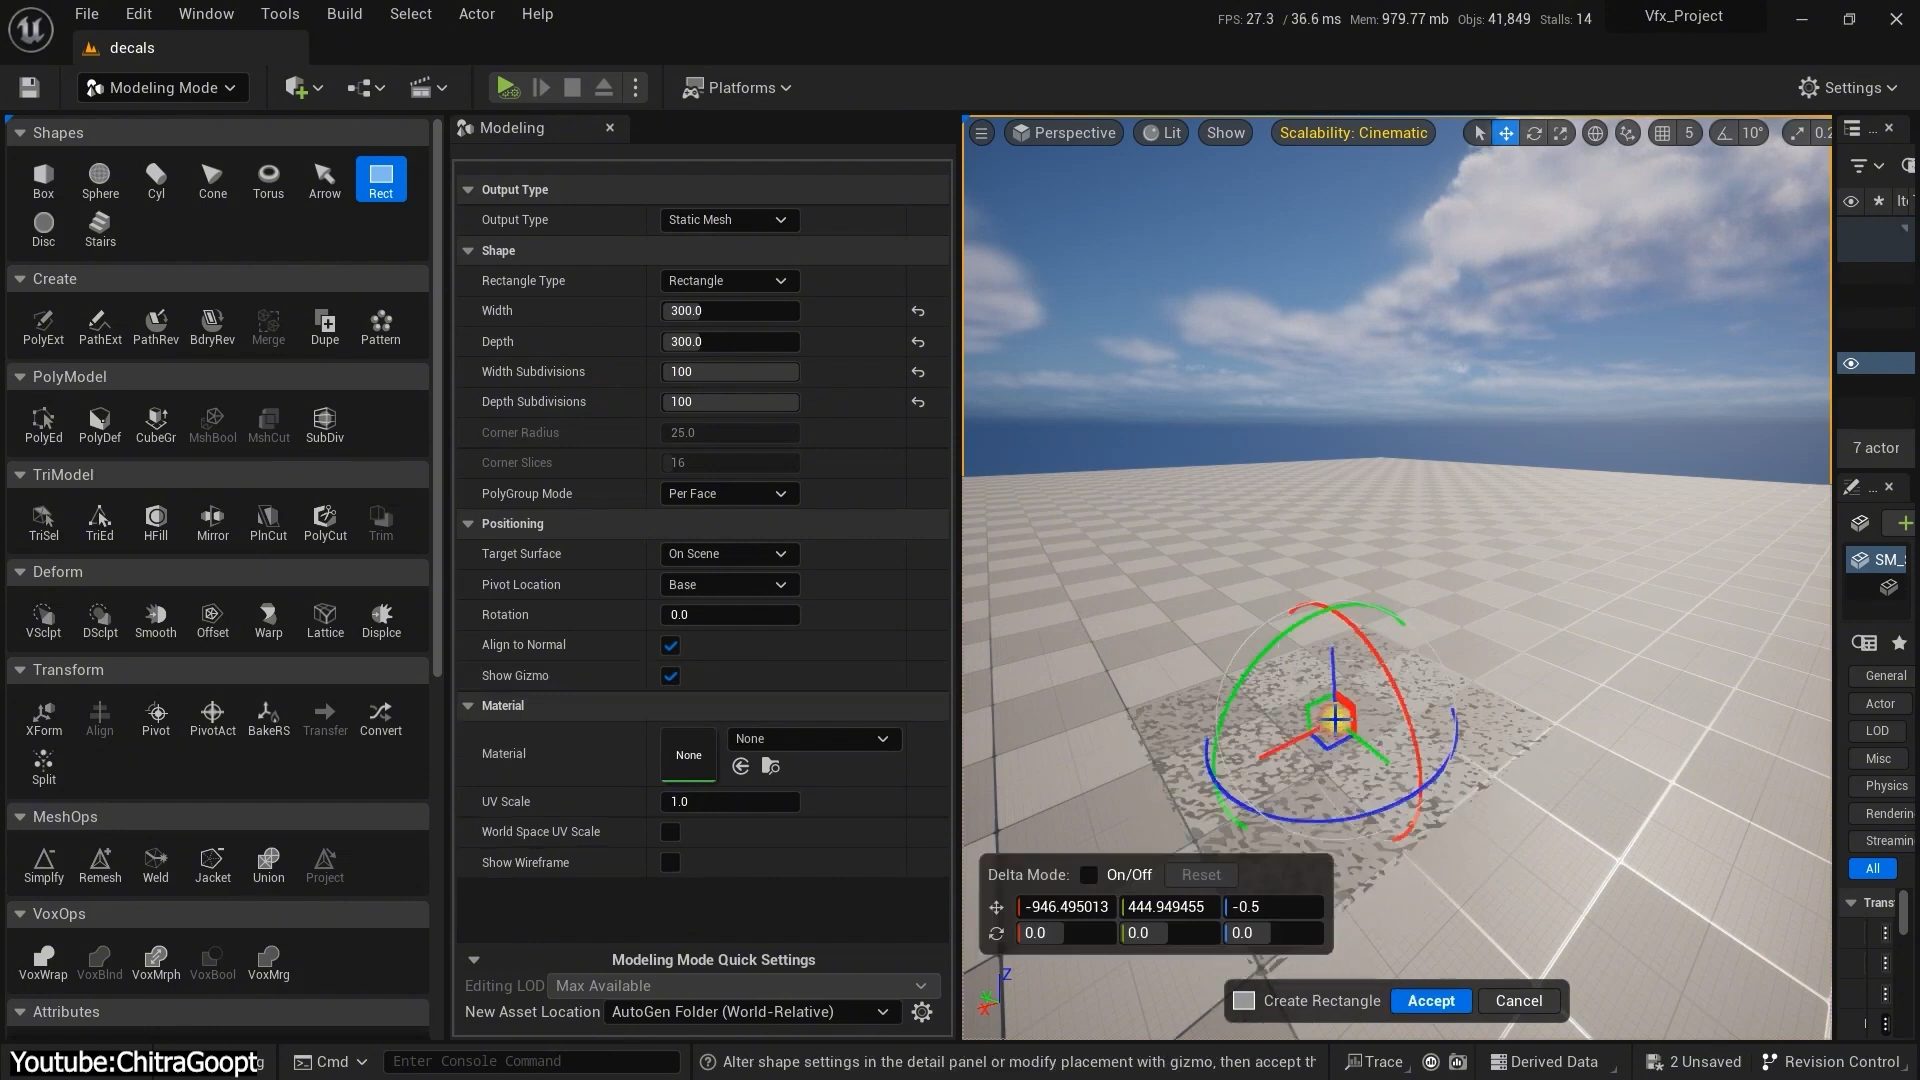 File Edit Window Tools Build Select Actor Help
FPS: 27.3 / 36.6 ms Mem: 979.77 mb Objs: 41,849 Stalls: 14
Vfx_Project
decals
Modeling Mode
Platforms
Settings
Shapes
Box Sphere Cyl Cone Torus Arrow Rect
Disc Stairs
Create
PolyExt PathExt PathRev BdryRev Merge Dupe Pattern
PolyModel
PolyEd PolyDef CubeGr MshBool MshCut SubDiv
TriModel
TriSel TriEd HFill Mirror PlnCut PolyCut Trim
Deform
VSclpt DSclpt Smooth Offset Warp Lattice Displce
Transform
XForm Align Pivot PivotAct BakeRS Transfer Convert
Split
MeshOps
Simplfy Remesh Weld Jacket Union Project
VoxOps
VoxWrap VoxBlnd VoxMrph VoxBool VoxMrg
Attributes
Modeling
Output Type
Output Type Static Mesh
Shape
Rectangle Type Rectangle
Width 300.0
Depth 300.0
Width Subdivisions 100
Depth Subdivisions 100
Corner Radius 25.0
Corner Slices 16
PolyGroup Mode Per Face
Positioning
Target Surface On Scene
Pivot Location Base
Rotation 0.0
Align to Normal
Show Gizmo
Material
Material None None
UV Scale 1.0
World Space UV Scale
Show Wireframe
Modeling Mode Quick Settings
Editing LOD Max Available
New Asset Location AutoGen Folder (World-Relative)
Perspective Lit Show Scalability: Cinematic 5 10° 0.2
Delta Mode: On/Off Reset
-946.495013 444.949455 -0.5
0.0 0.0 0.0
Z
Create Rectangle Accept Cancel
...
7 actor
...
SM_
General
Actor
LOD
Misc
Physics
Renderin
Streamin
All
Trans
Youtube:ChitraGoopt
Cmd Enter Console Command
Alter shape settings in the detail panel or modify placement with gizmo, then accept th
Trace Derived Data 2 Unsaved Revision Control